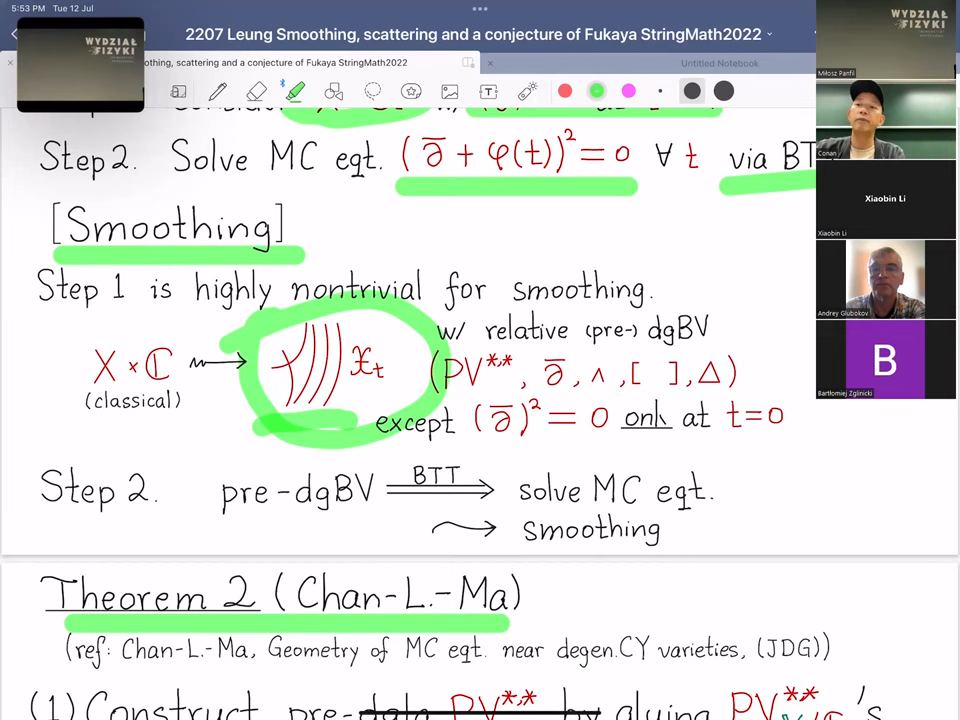 5:53 PM Tue 12 Jul
2207 Leung Smoothing, scattering and a conjecture of Fukaya StringMath2022
othing, scattering and a conjecture of Fukaya StringMath2022
Untitled Notebook
WYDZIAŁ
FIZYKI
WYDZIAŁ
FIZYKI
Miłosz Panfil
Conan
Xiaobin Li
Xiaobin Li
Andrey Glubokov
B
Bartłomiej Zglinicki
Step 2. Solve MC eqt. (∂̄ + φ(t))² = 0 ∀ t via BT
[Smoothing]
Step 1 is highly nontrivial for smoothing.
w/ relative (pre-) dgBV
X × ℂ ⇝ 𝒳t (PV*,*, ∂̄, ∧, [ ], Δ)
(classical)
except (∂̄)² = 0 only at t=0
Step 2. pre-dgBV ⟹ solve MC eqt.
BTT
⇝ smoothing
Theorem 2 (Chan-L.-Ma)
(ref: Chan-L.-Ma, Geometry of MC eqt. near degen. CY varieties, (JDG))
(1) Construct pre-data PV*,* by gluing PV*,* 's